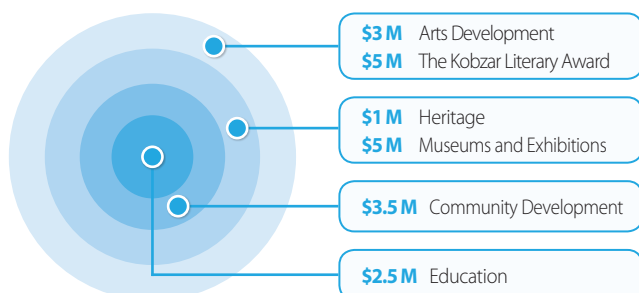 $3 M Arts Development
$5 M The Kobzar Literary Award
$1 M Heritage
$5 M Museums and Exhibitions
$3.5 M Community Development
$2.5 M Education